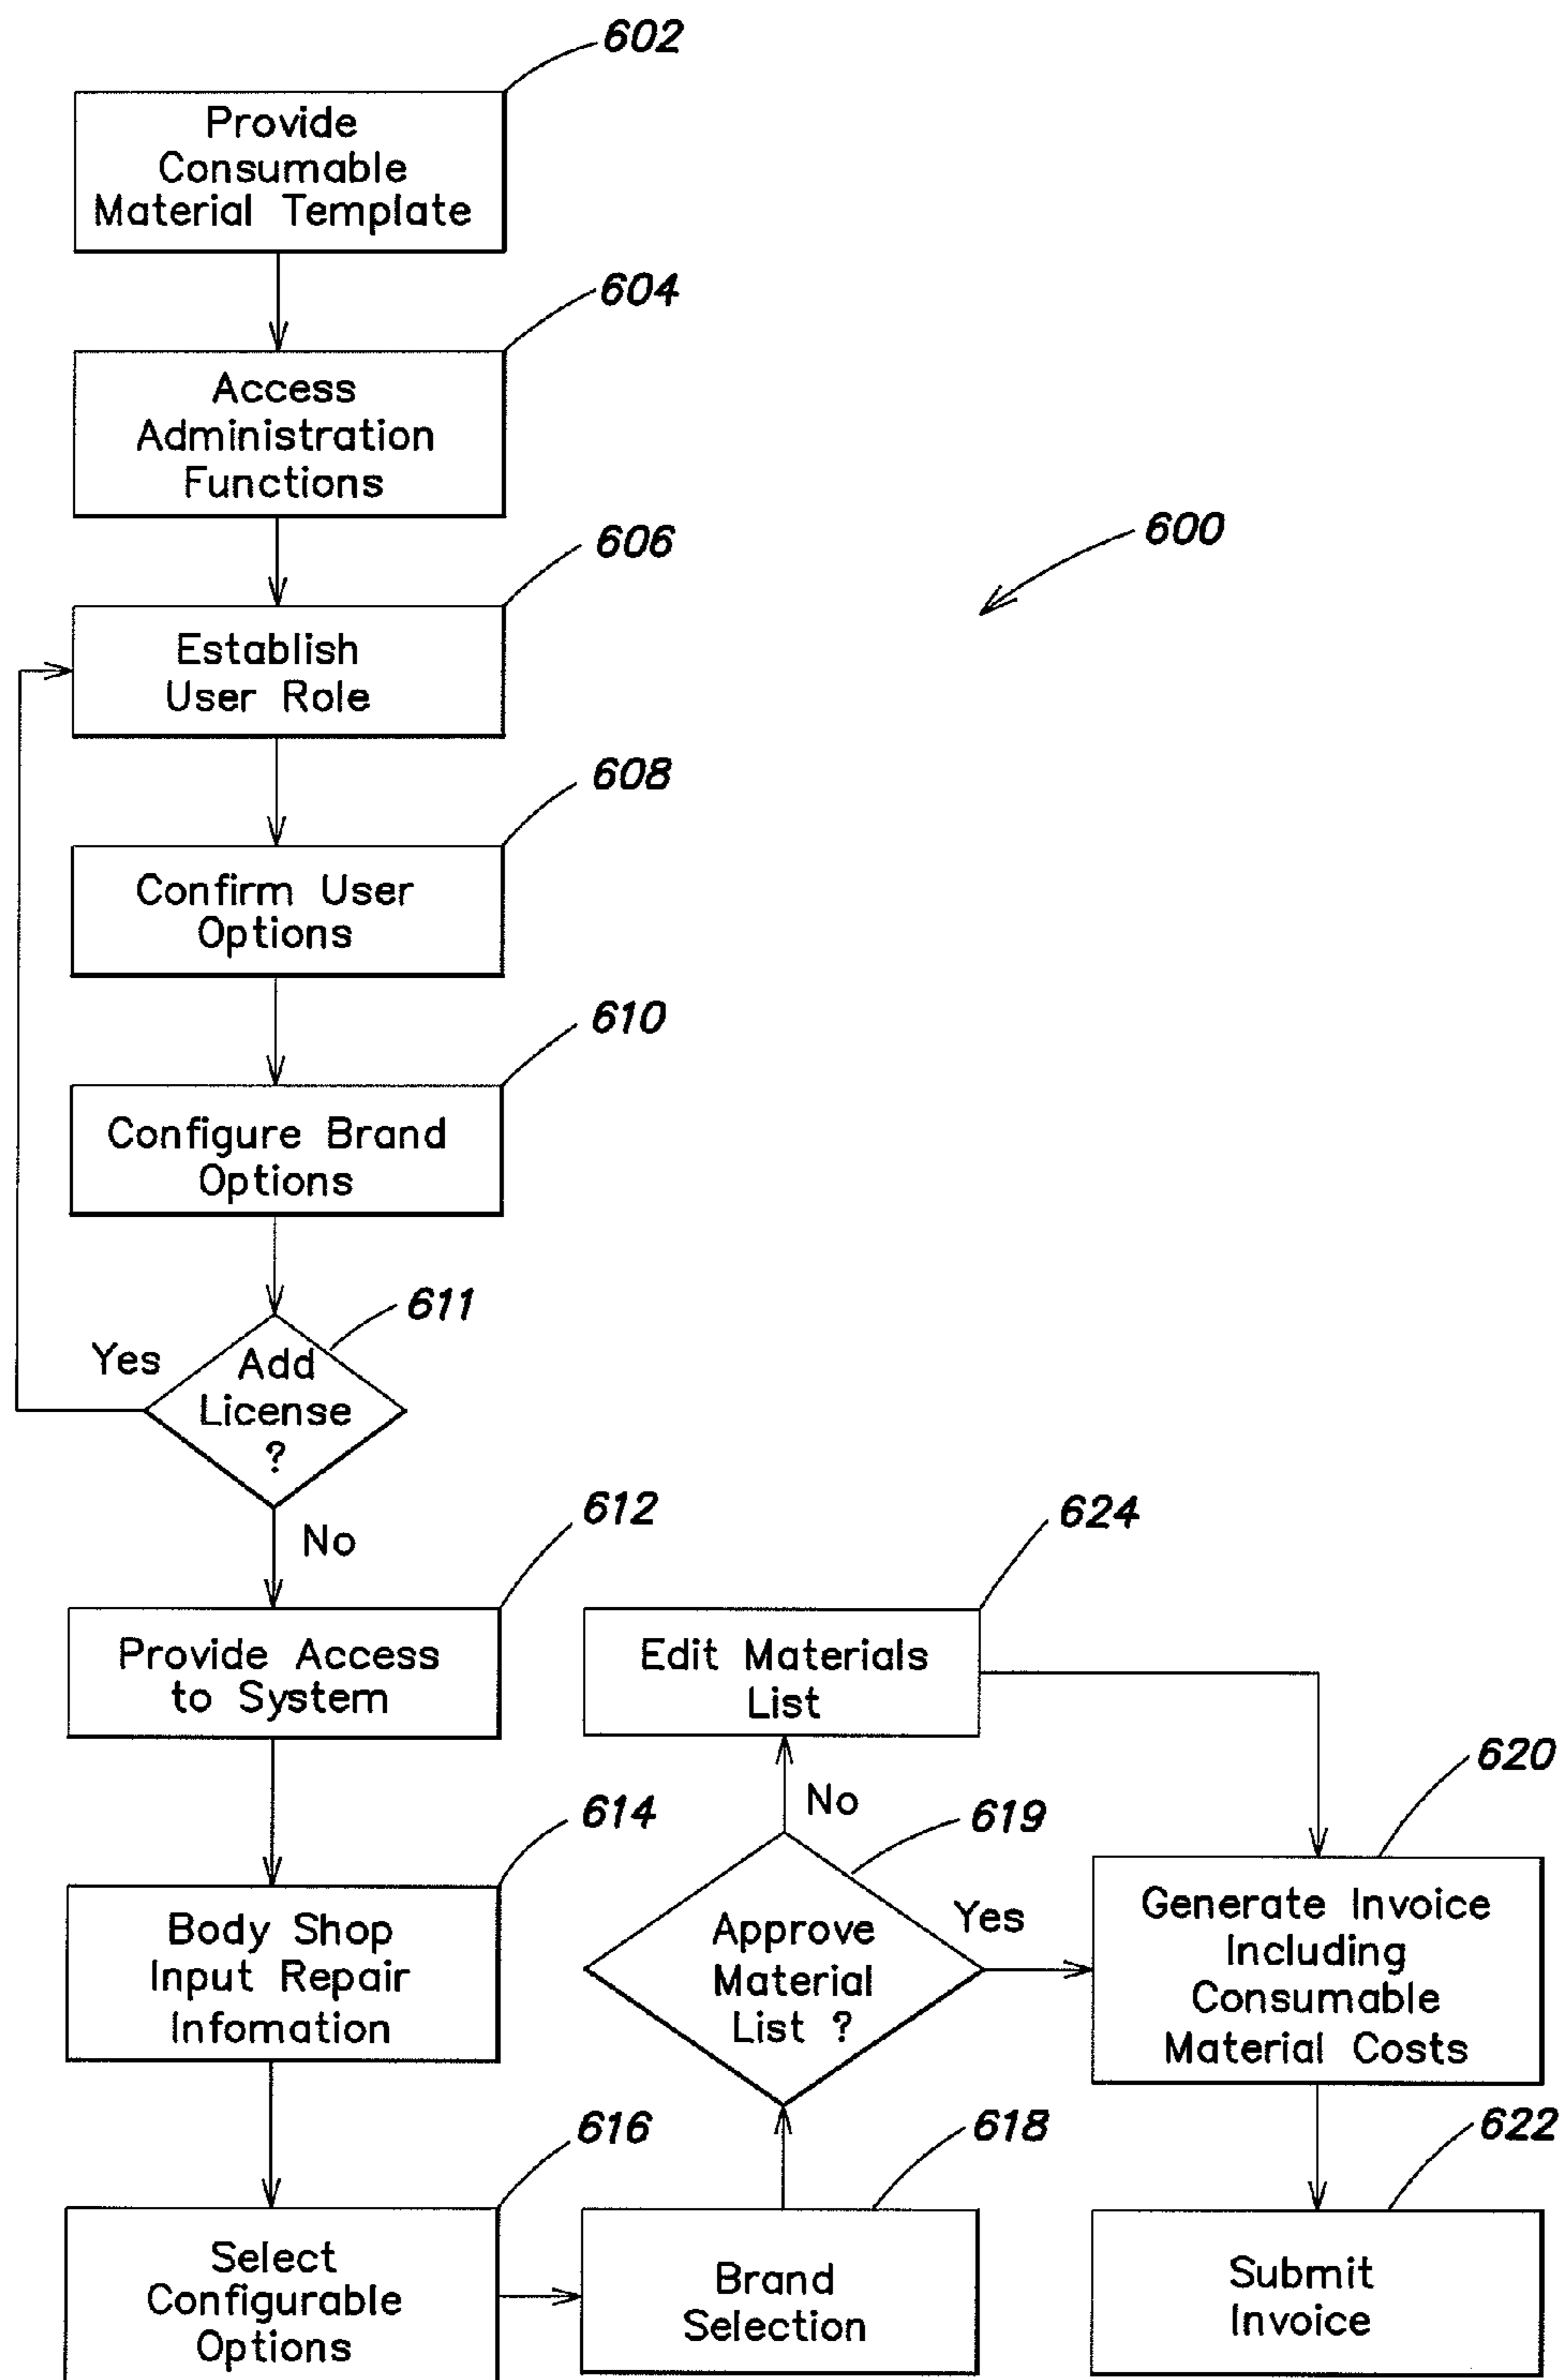 602
Provide
Consumable
Material Template
604
Access
Administration
Functions
606
Establish
User Role
600
608
Confirm User
Options
610
Configure Brand
Options
611
Yes
Add
License
?
No
612
Provide Access
to System
614
Body Shop
Input Repair
Infomation
616
Select
Configurable
Options
618
Brand
Selection
619
Approve
Material
List ?
No
Yes
624
Edit Materials
List
620
Generate Invoice
Including
Consumable
Material Costs
622
Submit
Invoice